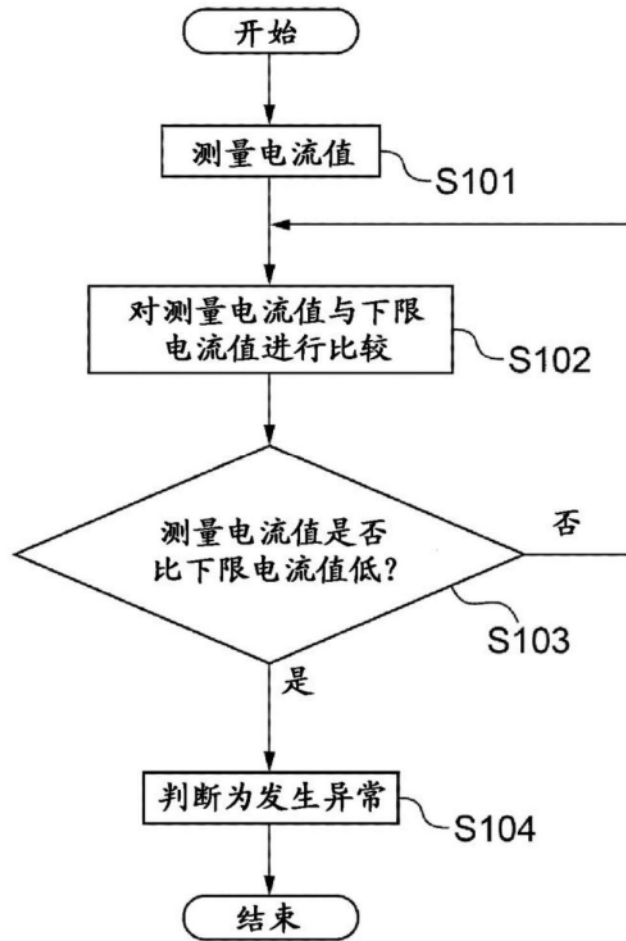 开始
测量电流值
S101
对测量电流值与下限
电流值进行比较
S102
测量电流值是否
比下限电流值低?
否
S103
是
判断为发生异常
S104
结束